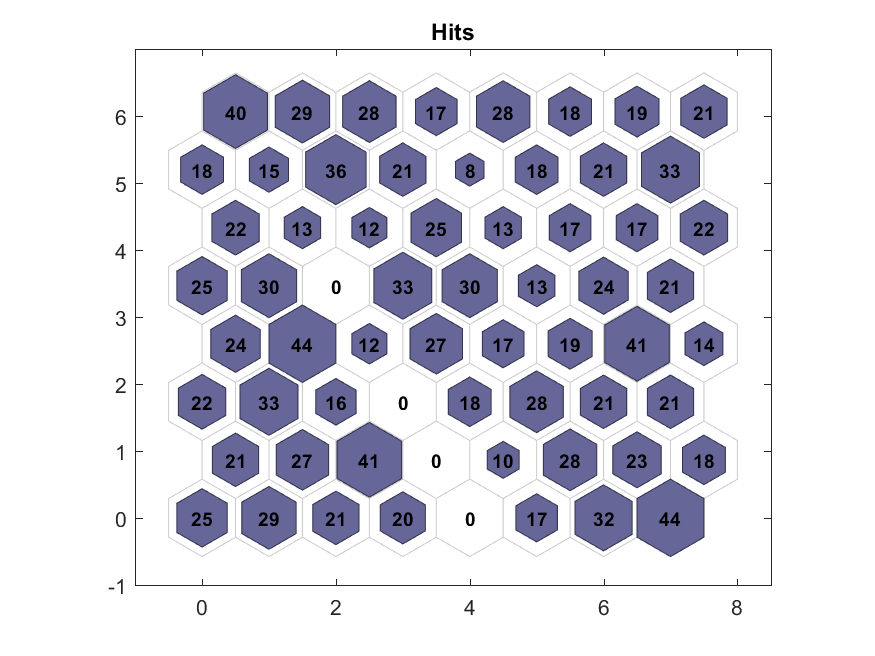 Hits
6
40 29 28 17 28 18 19 21
5
18 15 36 21 8 18 21 33
4
22 13 12 25 13 17 17 22
3
25 30 0 33 30 13 24 21
2
24 44 12 27 17 19 41 14
22 33 16 0 18 28 21 21
1
21 27 41 0 10 28 23 18
0
25 29 21 20 0 17 32 44
-1
0 2 4 6 8